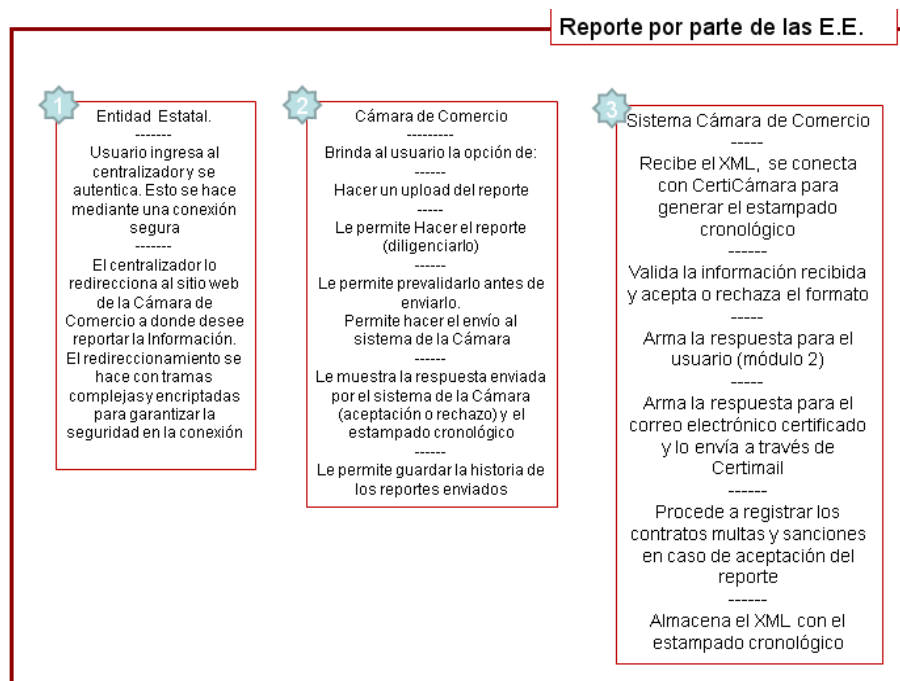 Reporte por parte de las E.E.
1
Entidad Estatal.
-------
Usuario ingresa al
centralizador y se
autentica. Esto se hace
mediante una conexión
segura
-------
El centralizador lo
redirecciona al sitio web
de la Cámara de
Comercio a donde desee
reportar la Información.
El redireccionamiento se
hace con tramas
complejas y encriptadas
para garantizar la
seguridad en la conexión
2
Cámara de Comercio
---------
Brinda al usuario la opción de:
------
Hacer un upload del reporte
-----
Le permite Hacer el reporte
(diligenciarlo)
------
Le permite prevalidarlo antes de
enviarlo.
Permite hacer el envío al
sistema de la Cámara
------
Le muestra la respuesta enviada
por el sistema de la Cámara
(aceptación o rechazo) y el
estampado cronológico
------
Le permite guardar la historia de
los reportes enviados
3
Sistema Cámara de Comercio
-----
Recibe el XML, se conecta
con CertiCámara para
generar el estampado
cronológico
------
Valida la información recibida
y acepta o rechaza el formato
-----
Arma la respuesta para el
usuario (módulo 2)
-----
Arma la respuesta para el
correo electrónico certificado
y lo envía a través de
Certimail
------
Procede a registrar los
contratos multas y sanciones
en caso de aceptación del
reporte
------
Almacena el XML con el
estampado cronológico